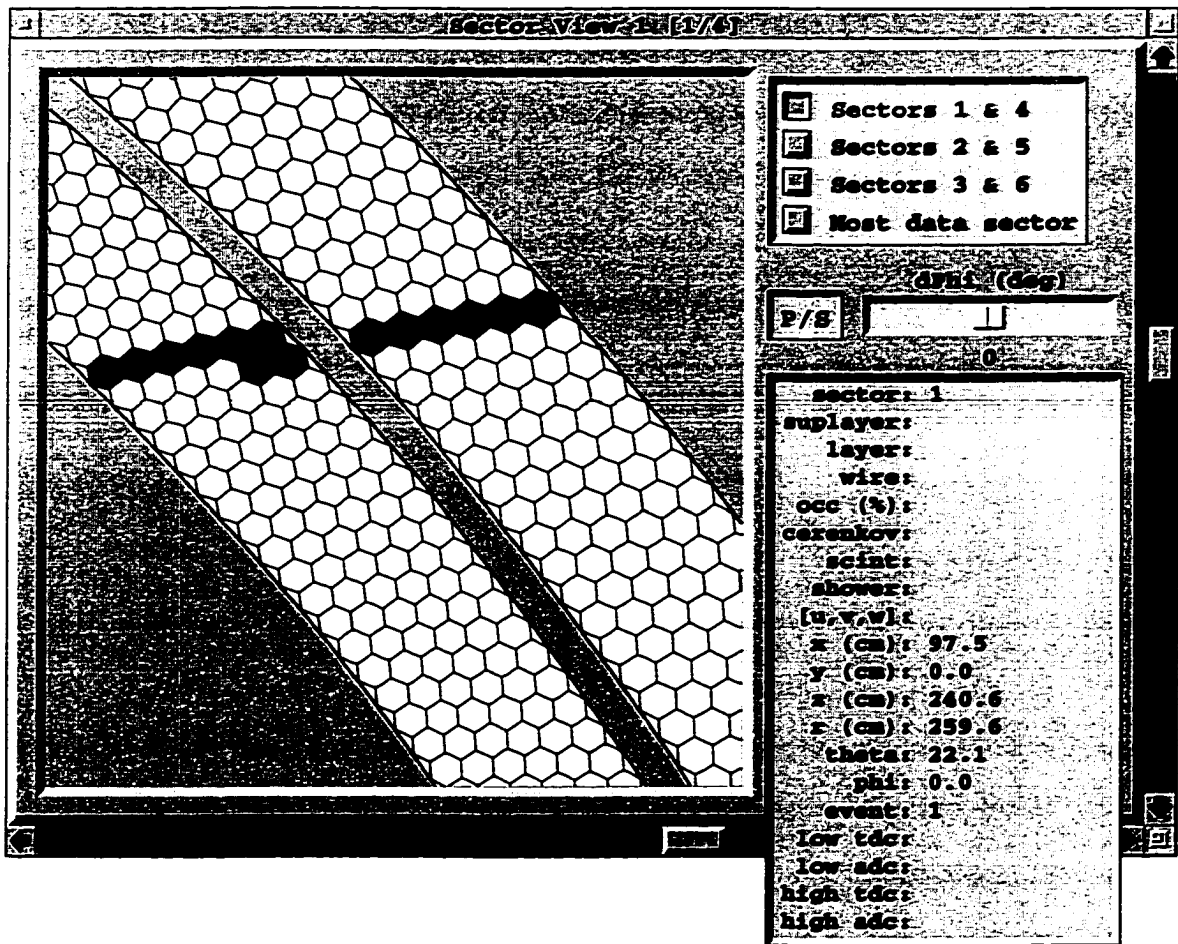 Sector View 1: [1/4]
Sectors 1 & 4
Sectors 2 & 5
Sectors 3 & 6
Most data sector
dPhi (deg)
P/S
0
sector: 1
suplayer:
layer:
wire:
occ (%):
cerenkov:
scint:
shower:
[u,v,w]:
x (cm): 97.5
y (cm): 0.0
z (cm): 240.6
r (cm): 259.6
theta: 22.1
phi: 0.0
event: 1
low tdc:
low adc:
high tdc:
high adc: